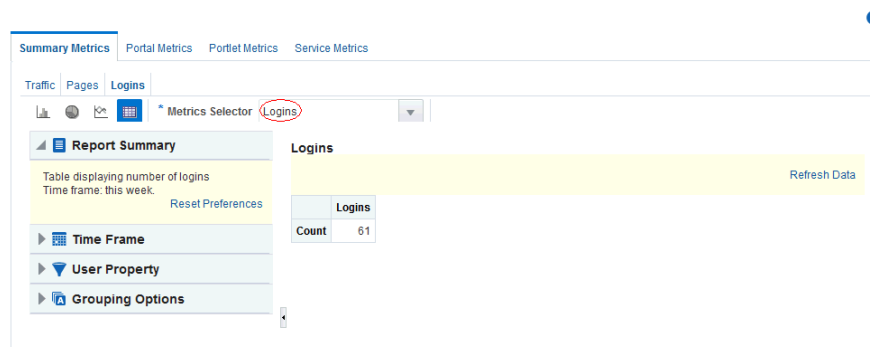 Summary Metrics Portal Metrics Portlet Metrics Service Metrics
Traffic Pages Logins
* Metrics Selector Logins
Report Summary
Table displaying number of logins
Time frame: this week.
Reset Preferences
Time Frame
User Property
Grouping Options
Logins
Refresh Data
Logins
Count 61